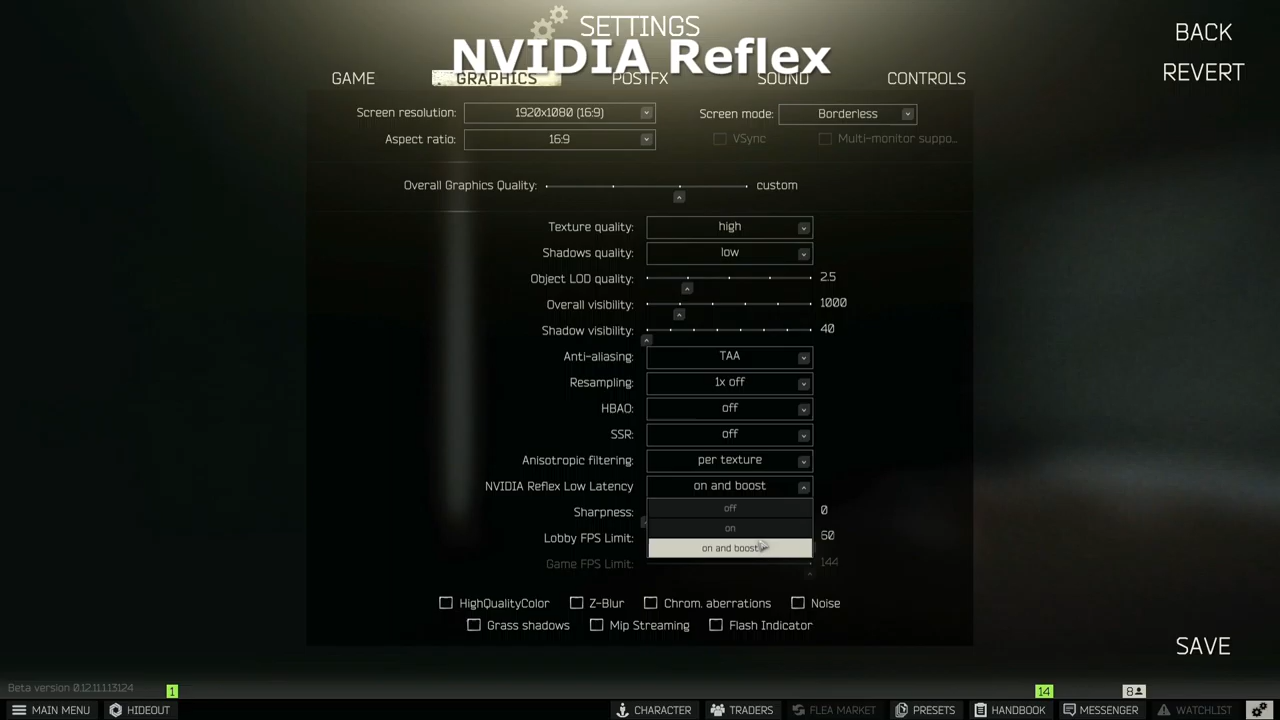 SETTINGS
NVIDIA Reflex
BACK
REVERT
GAME GRAPHICS POSTFX SOUND CONTROLS
Screen resolution: 1920x1080 (16:9) Screen mode: Borderless
Aspect ratio: 16:9 VSync Multi-monitor suppo...
Overall Graphics Quality: custom
Texture quality: high
Shadows quality: low
Object LOD quality: 2.5
Overall visibility: 1000
Shadow visibility: 40
Anti-aliasing: TAA
Resampling: 1x off
HBAO: off
SSR: off
Anisotropic filtering: per texture
NVIDIA Reflex Low Latency on and boost
off
Sharpness: 0
on
Lobby FPS Limit: 60
on and boost
Game FPS Limit: 144
HighQualityColor Z-Blur Chrom. aberrations Noise
Grass shadows Mip Streaming Flash Indicator
SAVE
Beta version 0.12.11.1.13124 1 14 8
MAIN MENU HIDEOUT CHARACTER TRADERS FLEA MARKET PRESETS HANDBOOK MESSENGER WATCHLIST